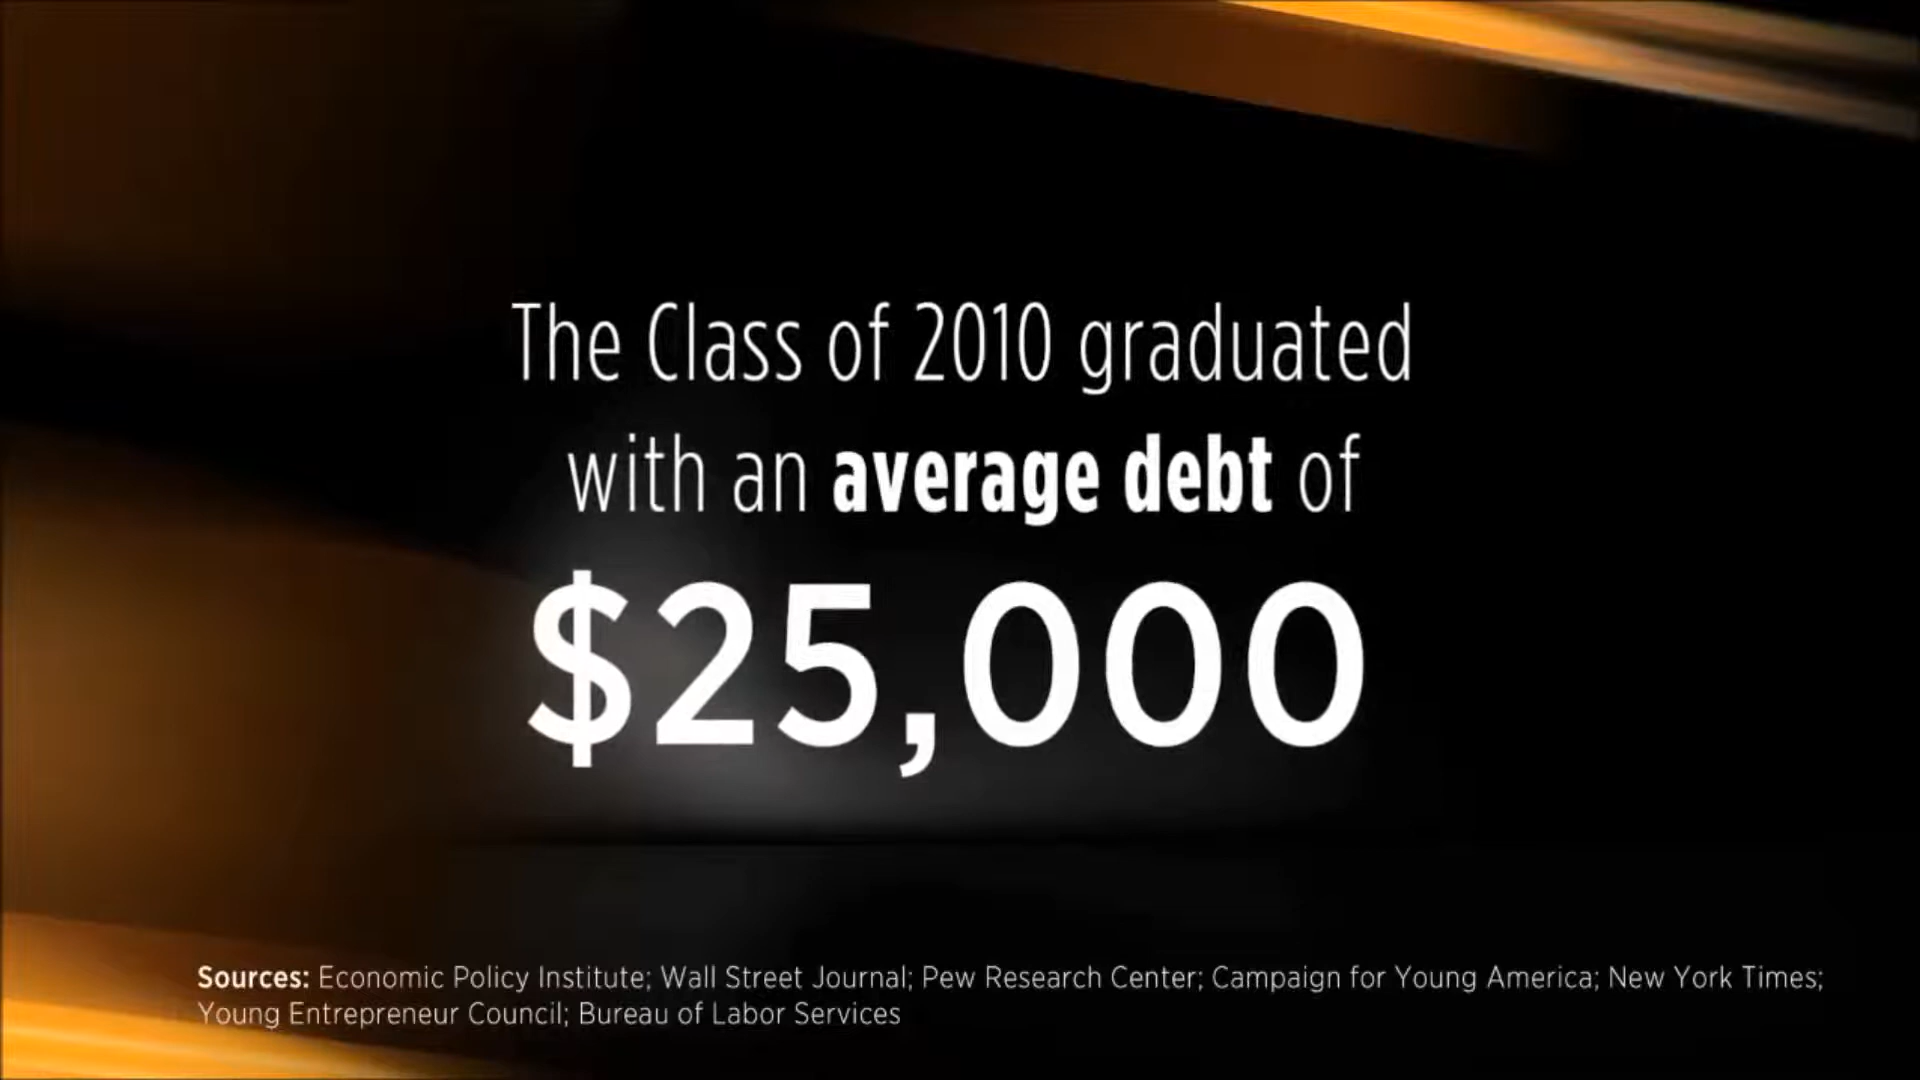 The Class of 2010 graduated
with an average debt of
$25,000
Sources: Economic Policy Institute; Wall Street Journal; Pew Research Center; Campaign for Young America; New York Times;
Young Entrepreneur Council; Bureau of Labor Services